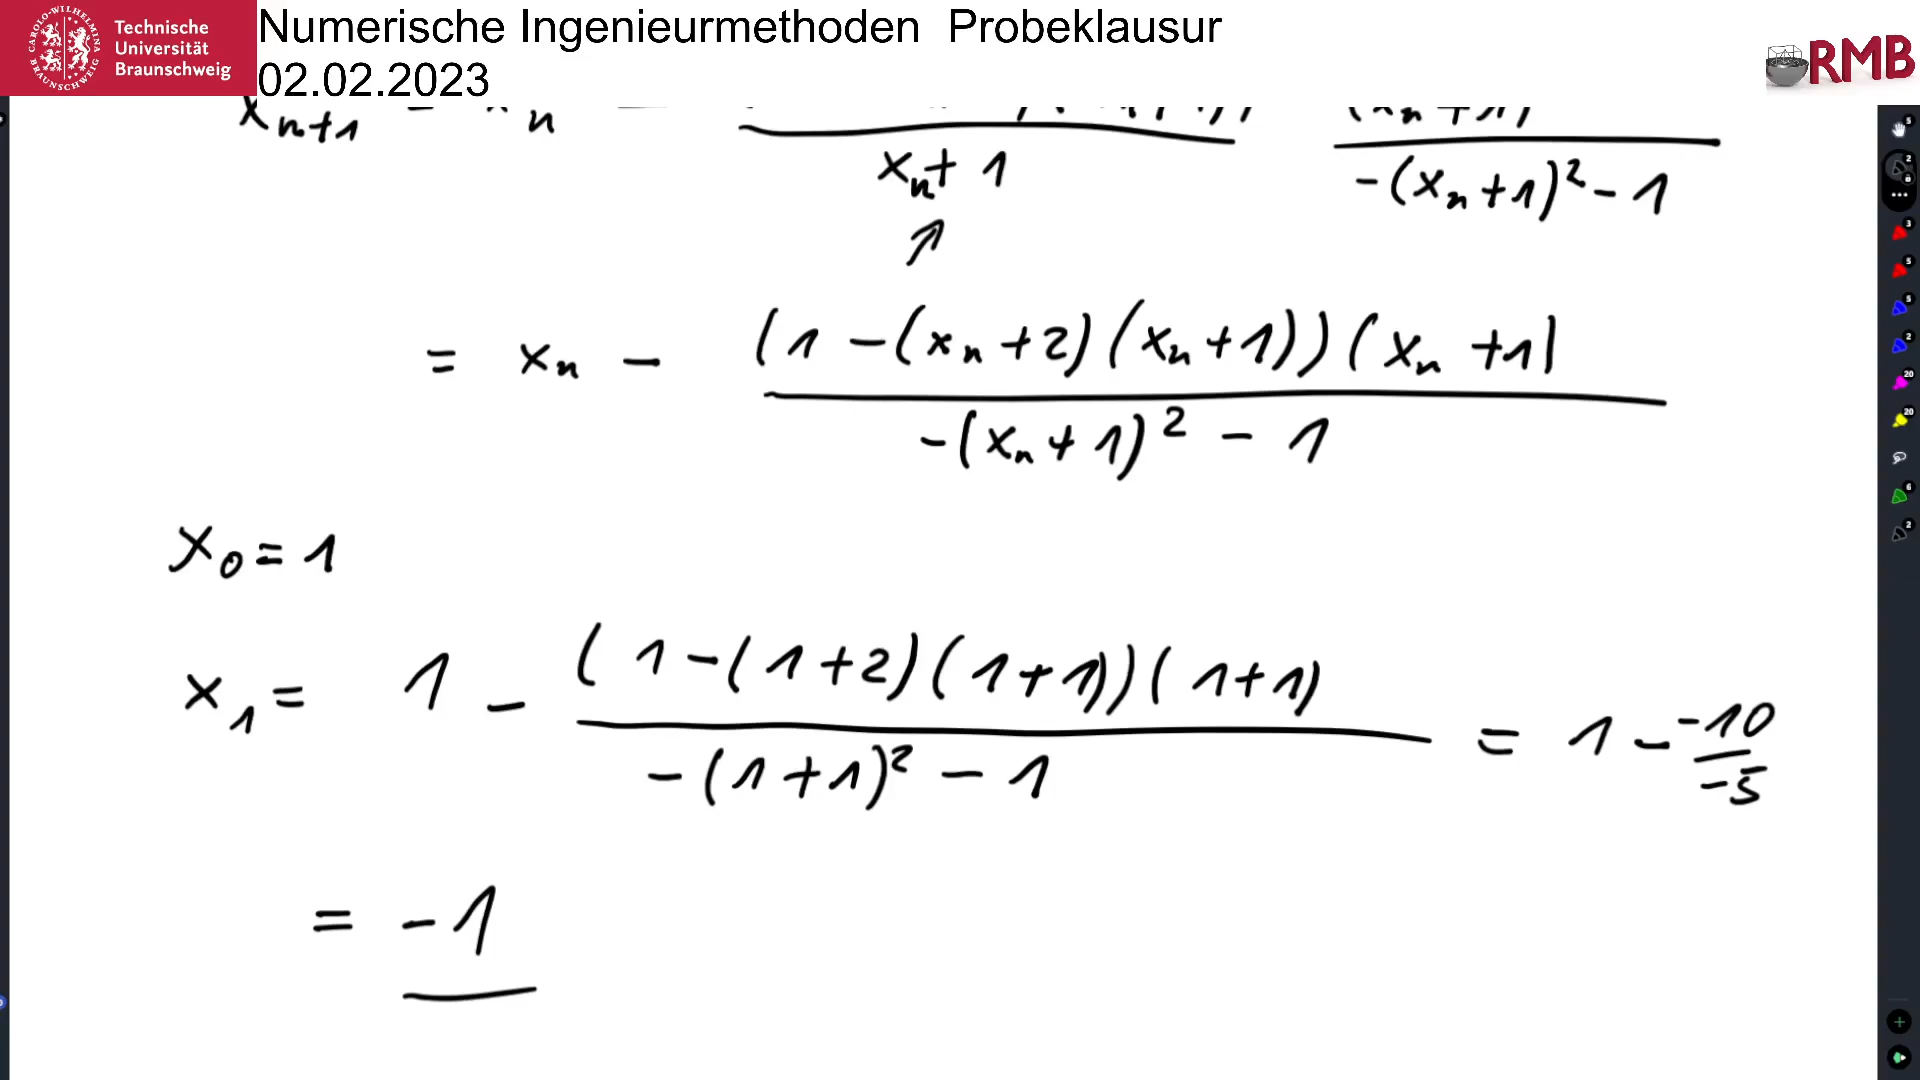 Technische
Universität
Braunschweig
Numerische Ingenieurmethoden Probeklausur
02.02.2023
RMB
x_{n+1} = x_n -
x_n + 1
-(x_n+1)^2 - 1
= x_n - (1 - (x_n+2)(x_n+1))(x_n+1)
-(x_n+1)^2 - 1
x_0 = 1
x_1 = 1 - (1-(1+2)(1+1))(1+1) = 1 - -10
-(1+1)^2 - 1 -5
= -1